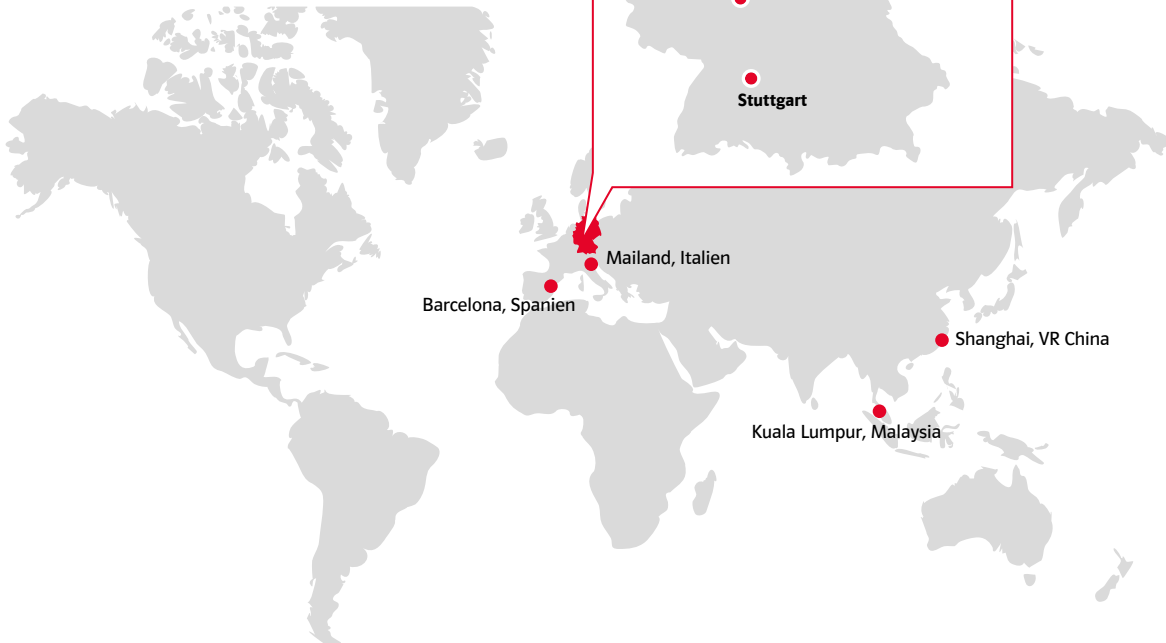 Stuttgart
Mailand, Italien
Barcelona, Spanien
Shanghai, VR China
Kuala Lumpur, Malaysia